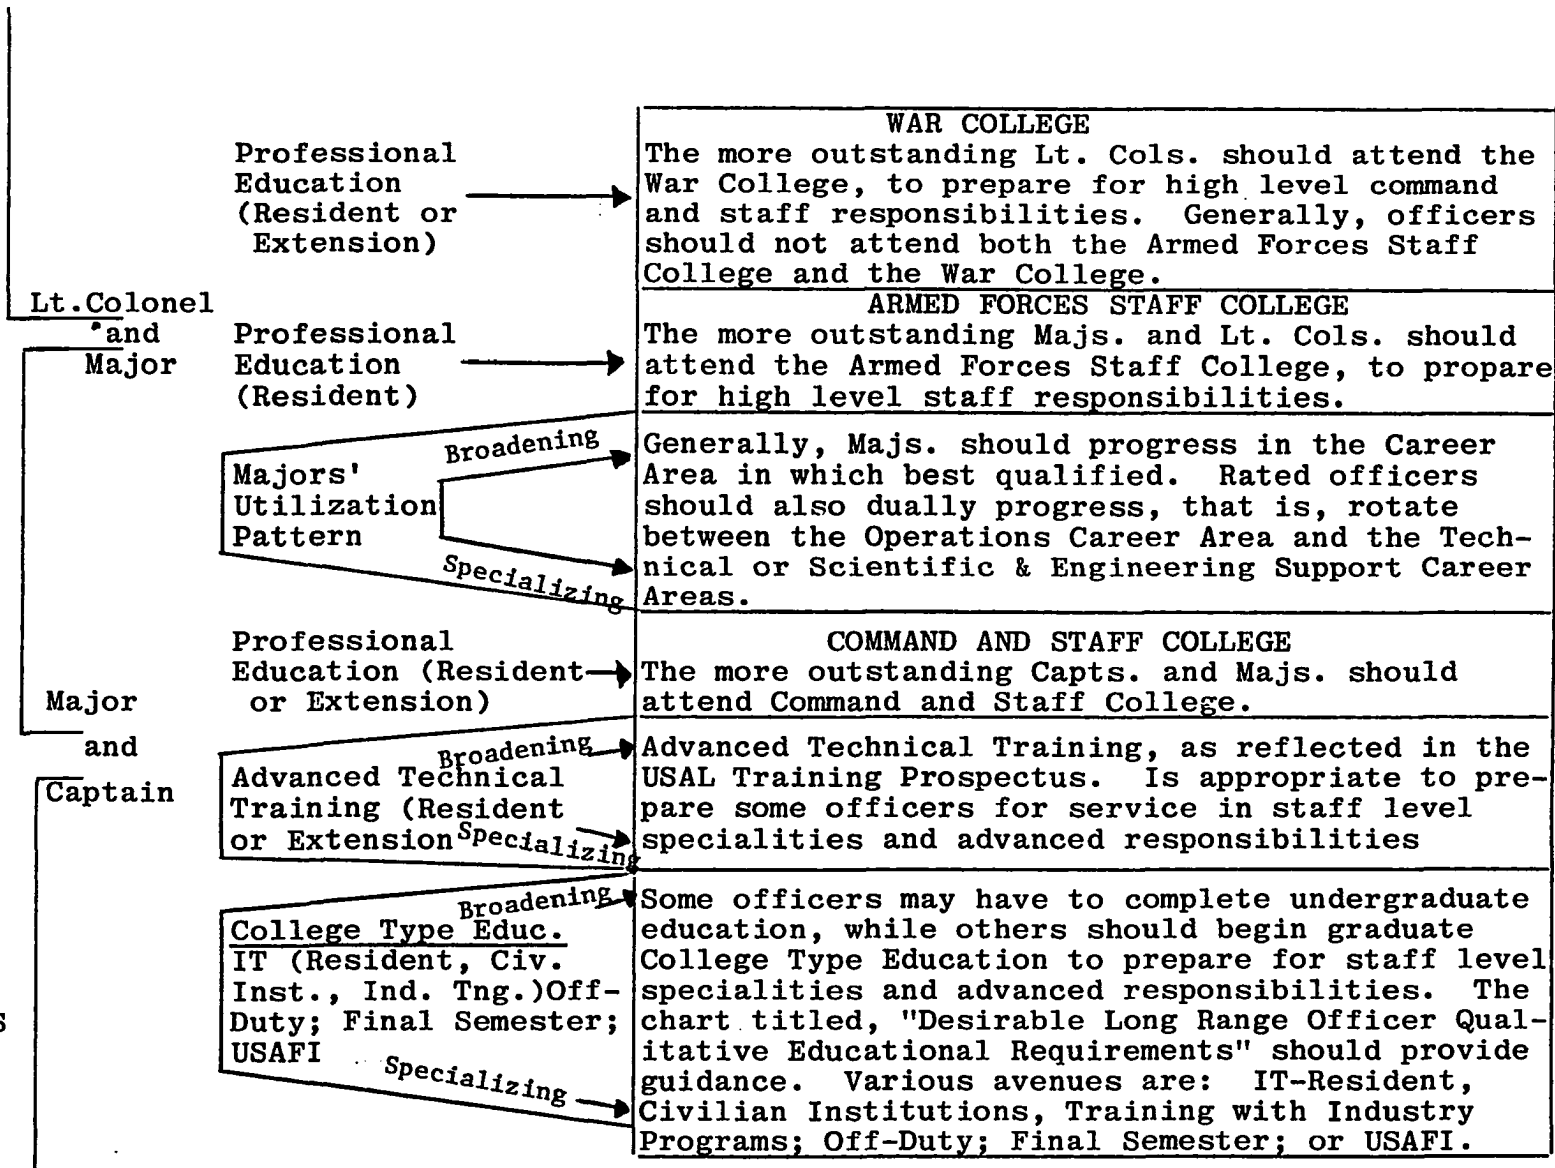 WAR COLLEGE
Professional
Education
(Resident or
Extension)
The more outstanding Lt. Cols. should attend the
War College, to prepare for high level command
and staff responsibilities. Generally, officers
should not attend both the Armed Forces Staff
College and the War College.
Lt.Colonel
and
Major
Professional
Education
(Resident)
ARMED FORCES STAFF COLLEGE
The more outstanding Majs. and Lt. Cols. should
attend the Armed Forces Staff College, to propare
for high level staff responsibilities.
Majors'
Utilization
Pattern
Broadening
Specializing
Generally, Majs. should progress in the Career
Area in which best qualified. Rated officers
should also dually progress, that is, rotate
between the Operations Career Area and the Tech-
nical or Scientific & Engineering Support Career
Areas.
Professional
Education (Resident
or Extension)
COMMAND AND STAFF COLLEGE
The more outstanding Capts. and Majs. should
attend Command and Staff College.
Major
and
Captain
Broadening
Advanced Technical
Training (Resident
or Extension
Specializing
Advanced Technical Training, as reflected in the
USAL Training Prospectus. Is appropriate to pre-
pare some officers for service in staff level
specialities and advanced responsibilities
Broadening
College Type Educ.
IT (Resident, Civ.
Inst., Ind. Tng.)Off-
Duty; Final Semester;
USAFI
Specializing
S
Some officers may have to complete undergraduate
education, while others should begin graduate
College Type Education to prepare for staff level
specialities and advanced responsibilities. The
chart titled, "Desirable Long Range Officer Qual-
itative Educational Requirements" should provide
guidance. Various avenues are: IT-Resident,
Civilian Institutions, Training with Industry
Programs; Off-Duty; Final Semester; or USAFI.